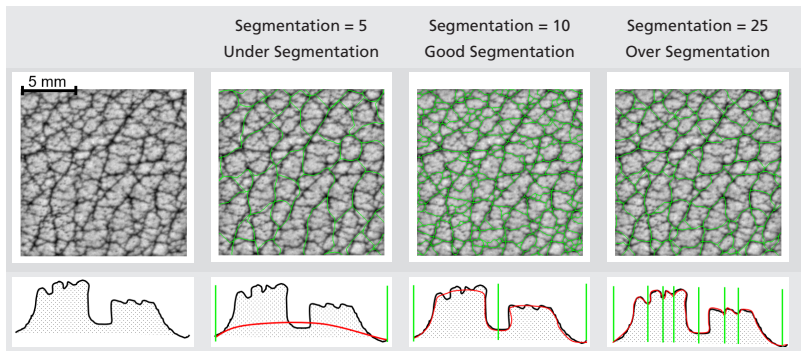 Segmentation = 5
Under Segmentation
Segmentation = 10
Good Segmentation
Segmentation = 25
Over Segmentation
5 mm